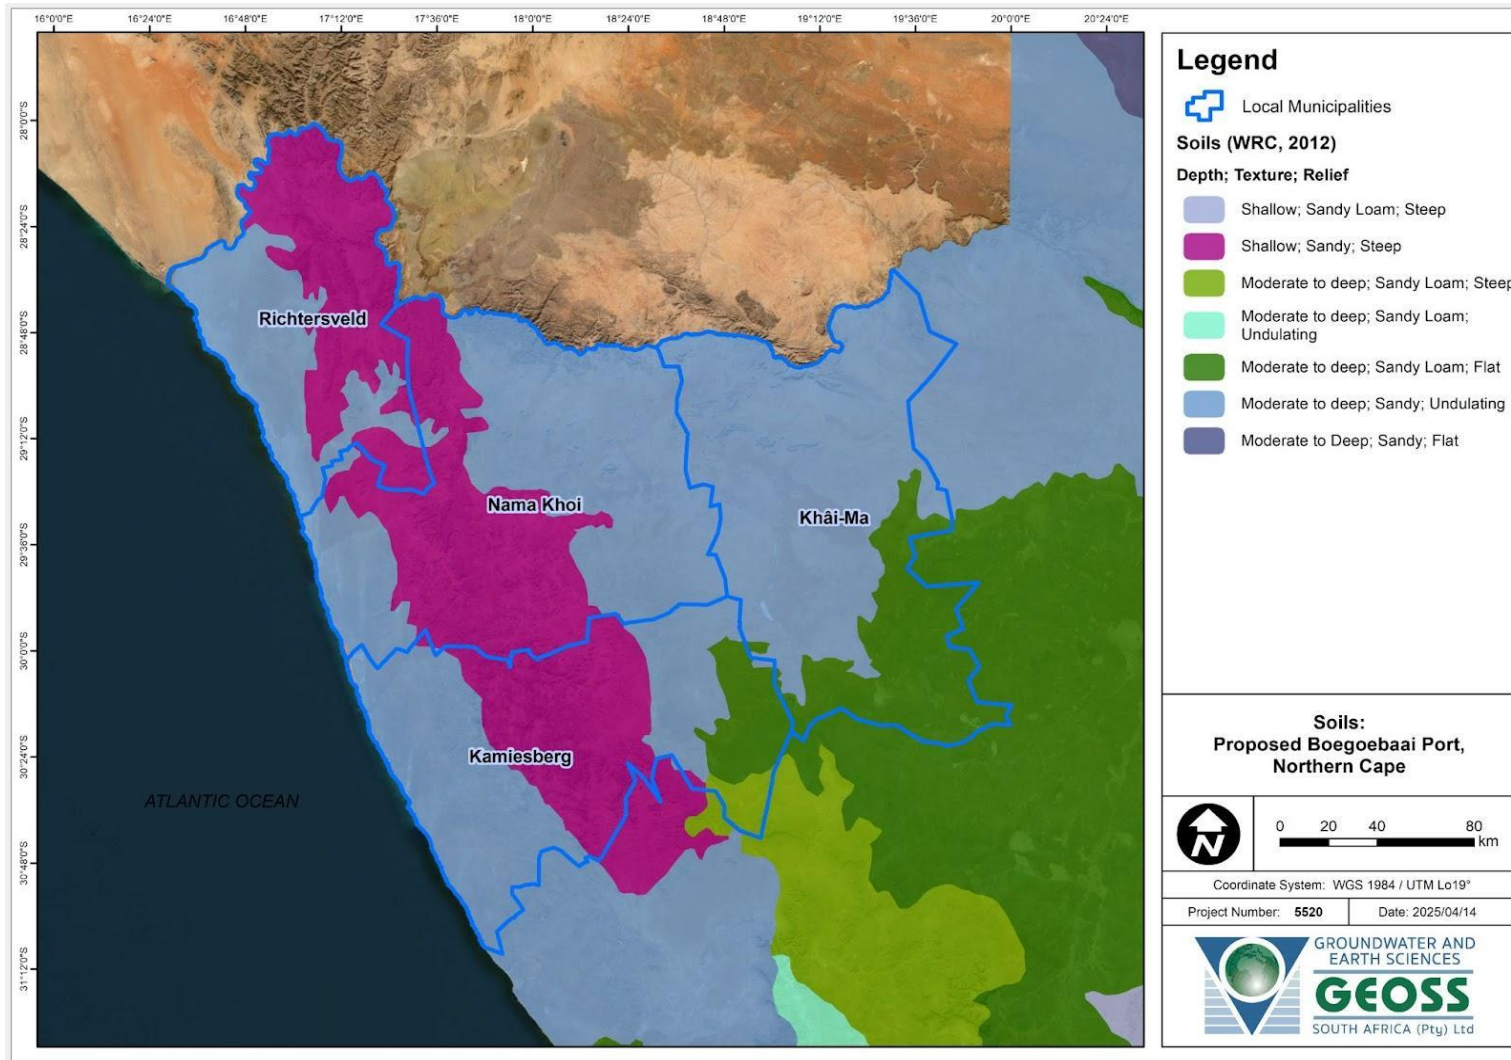 16°0'0"E 16°24'0"E 16°48'0"E 17°12'0"E 17°36'0"E 18°0'0"E 18°24'0"E 18°48'0"E 19°12'0"E 19°36'0"E 20°0'0"E 20°24'0"E
28°0'0"S
28°24'0"S
28°48'0"S
29°12'0"S
29°36'0"S
30°0'0"S
30°24'0"S
30°48'0"S
31°12'0"S
Richtersveld
Nama Khoi
Khâi-Ma
Kamiesberg
ATLANTIC OCEAN
Legend
Local Municipalities
Soils (WRC, 2012)
Depth; Texture; Relief
Shallow; Sandy Loam; Steep
Shallow; Sandy; Steep
Moderate to deep; Sandy Loam; Steep
Moderate to deep; Sandy Loam;
Undulating
Moderate to deep; Sandy Loam; Flat
Moderate to deep; Sandy; Undulating
Moderate to Deep; Sandy; Flat
Soils:
Proposed Boegoebaai Port,
Northern Cape
N
0 20 40 80
km
Coordinate System: WGS 1984 / UTM Lo19°
Project Number: 5520
Date: 2025/04/14
GROUNDWATER AND
EARTH SCIENCES
GEOSS
SOUTH AFRICA (Pty) Ltd